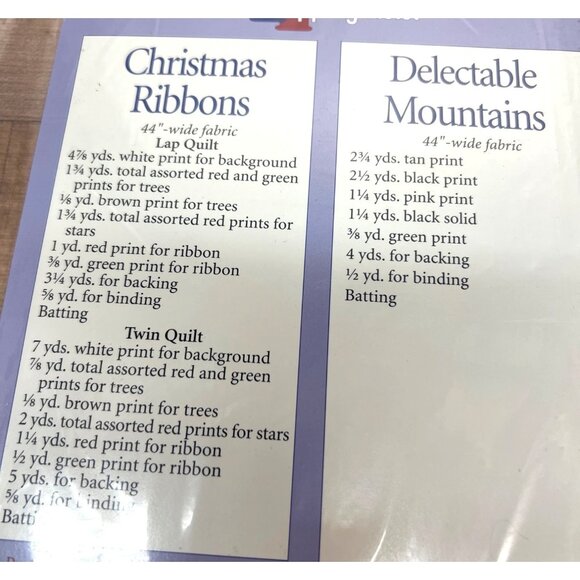 Christmas
Ribbons
44"-wide fabric
Lap Quilt
4⅞ yds. white print for background
1¾ yds. total assorted red and green
prints for trees
⅛ yd. brown print for trees
1¾ yds. total assorted red prints for
stars
1 yd. red print for ribbon
⅜ yd. green print for ribbon
3¼ yds. for backing
⅝ yd. for binding
Batting
Twin Quilt
7 yds. white print for background
⅞ yd. total assorted red and green
prints for trees
⅛ yd. brown print for trees
2 yds. total assorted red prints for stars
1¼ yds. red print for ribbon
½ yd. green print for ribbon
5 yds. for backing
⅝ yd. for bindin
Batti
Delectable
Mountains
44"-wide fabric
2¾ yds. tan print
2½ yds. black print
1¼ yds. pink print
1¼ yds. black solid
⅜ yd. green print
4 yds. for backing
½ yd. for binding
Batting